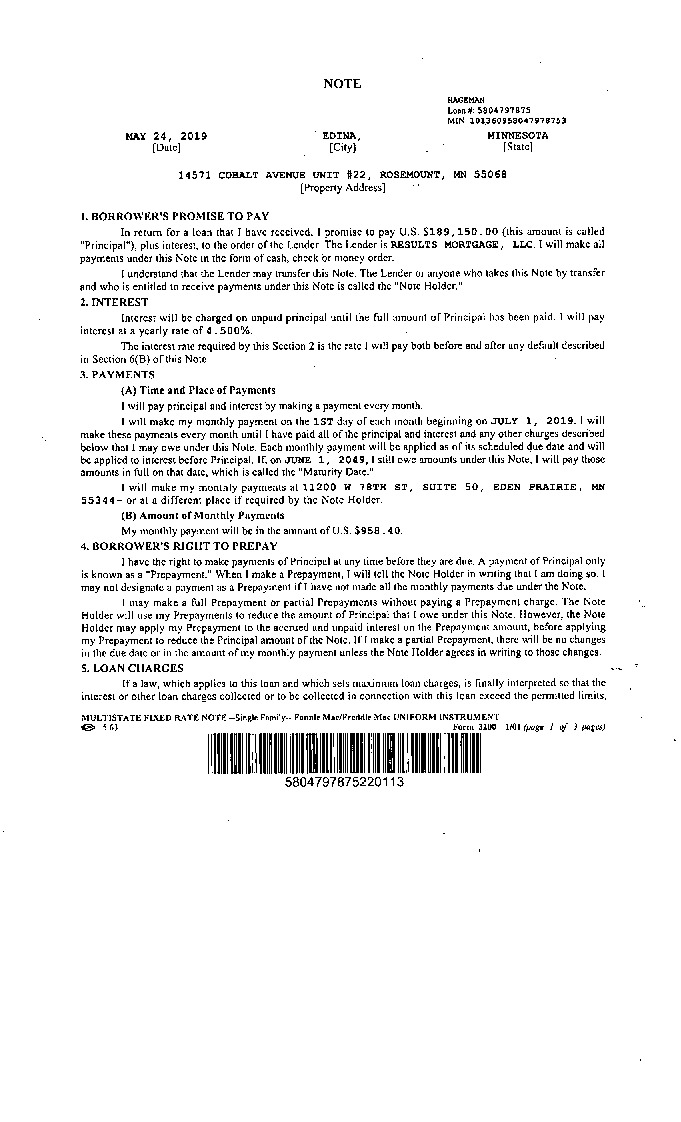 NOTE
HAGEMAN
Loan #: 5804797875
MIN 101360958047978753
MAY 24, 2019 EDINA, MINNESOTA
[Date] [City] [State]
14571 COBALT AVENUE UNIT #22, ROSEMOUNT, MN 55068
[Property Address]
1. BORROWER'S PROMISE TO PAY
In return for a loan that I have received, I promise to pay U.S. $189,150.00 (this amount is called
"Principal"), plus interest, to the order of the Lender. The Lender is RESULTS MORTGAGE, LLC. I will make all
payments under this Note in the form of cash, check or money order.
I understand that the Lender may transfer this Note. The Lender or anyone who takes this Note by transfer
and who is entitled to receive payments under this Note is called the "Note Holder."
2. INTEREST
Interest will be charged on unpaid principal until the full amount of Principal has been paid. I will pay
interest at a yearly rate of 4.500%.
The interest rate required by this Section 2 is the rate I will pay both before and after any default described
in Section 6(B) of this Note
3. PAYMENTS
(A) Time and Place of Payments
I will pay principal and interest by making a payment every month.
I will make my monthly payment on the 1ST day of each month beginning on JULY 1, 2019. I will
make these payments every month until I have paid all of the principal and interest and any other charges described
below that I may owe under this Note. Each monthly payment will be applied as of its scheduled due date and will
be applied to interest before Principal. If, on JUNE 1, 2049, I still owe amounts under this Note, I will pay those
amounts in full on that date, which is called the "Maturity Date."
I will make my monthly payments at 11200 W 78TH ST, SUITE 50, EDEN PRAIRIE, MN
55344- or at a different place if required by the Note Holder.
(B) Amount of Monthly Payments
My monthly payment will be in the amount of U.S. $958.40.
4. BORROWER'S RIGHT TO PREPAY
I have the right to make payments of Principal at any time before they are due. A payment of Principal only
is known as a "Prepayment." When I make a Prepayment, I will tell the Note Holder in writing that I am doing so. I
may not designate a payment as a Prepayment if I have not made all the monthly payments due under the Note.
I may make a full Prepayment or partial Prepayments without paying a Prepayment charge. The Note
Holder will use my Prepayments to reduce the amount of Principal that I owe under this Note. However, the Note
Holder may apply my Prepayment to the accrued and unpaid interest on the Prepayment amount, before applying
my Prepayment to reduce the Principal amount of the Note. If I make a partial Prepayment, there will be no changes
in the due date or in the amount of my monthly payment unless the Note Holder agrees in writing to those changes.
5. LOAN CHARGES
If a law, which applies to this loan and which sets maximum loan charges, is finally interpreted so that the
interest or other loan charges collected or to be collected in connection with this loan exceed the permitted limits,
MULTISTATE FIXED RATE NOTE --Single Family-- Fannie Mae/Freddie Mac UNIFORM INSTRUMENT
Form 3200 1/01 (page 1 of 3 pages)
5804797875220113